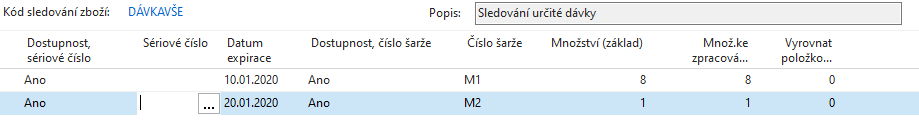 Kód sledování zboží: DÁVKAVŠE Popis: Sledování určité dávky
Dostupnost, Sériové číslo Datum Dostupnost, číslo šarže Číslo šarže Množství (základ) Množ.ke Vyrovnat
sériové číslo expirace zpracová... položko...
Ano 10.01.2020 Ano M1 8 8 0
Ano ... 20.01.2020 Ano M2 1 1 0